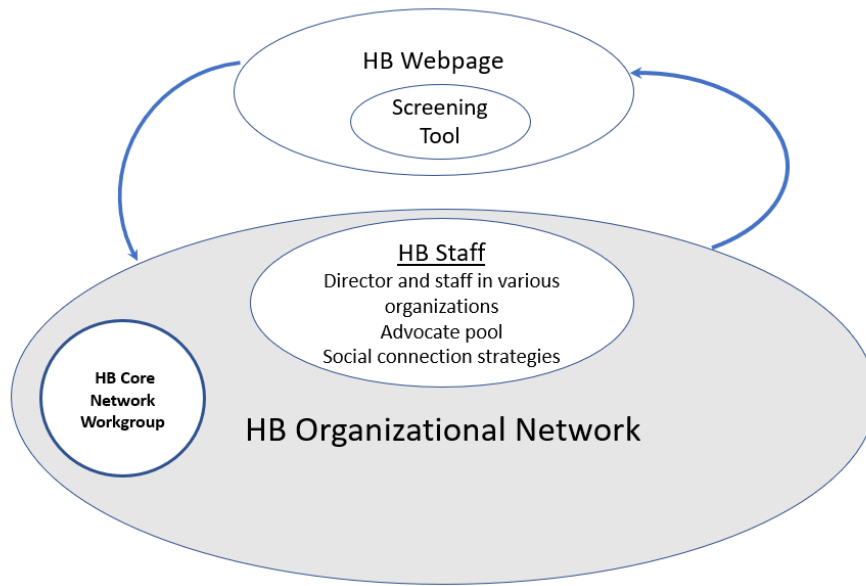 HB Webpage
Screening
Tool
HB Staff
Director and staff in various
organizations
Advocate pool
Social connection strategies
HB Core
Network
Workgroup
HB Organizational Network